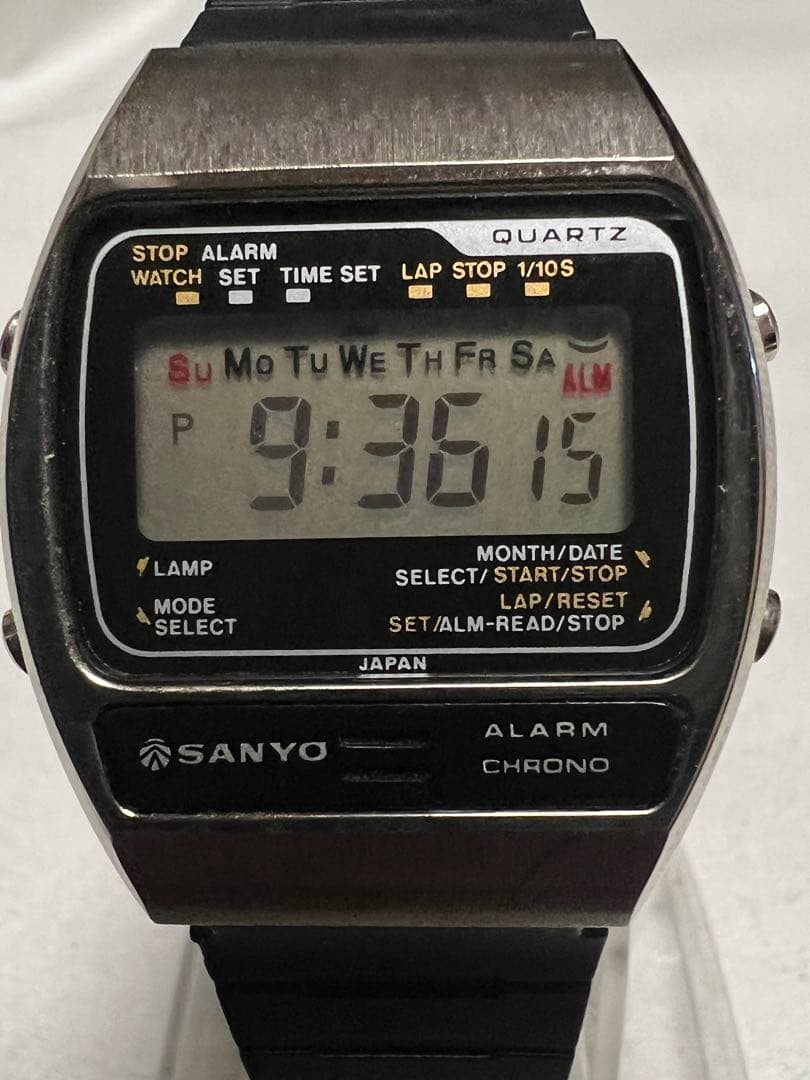 QUARTZ
STOP ALARM
WATCH SET TIME SET LAP STOP 1/10S
SU MO TU WE TH FR SA ALM
P 9:36 15
LAMP
MONTH/DATE
SELECT/START/STOP
MODE
SELECT
LAP/RESET
SET/ALM-READ/STOP
JAPAN
SANYO
ALARM
CHRONO